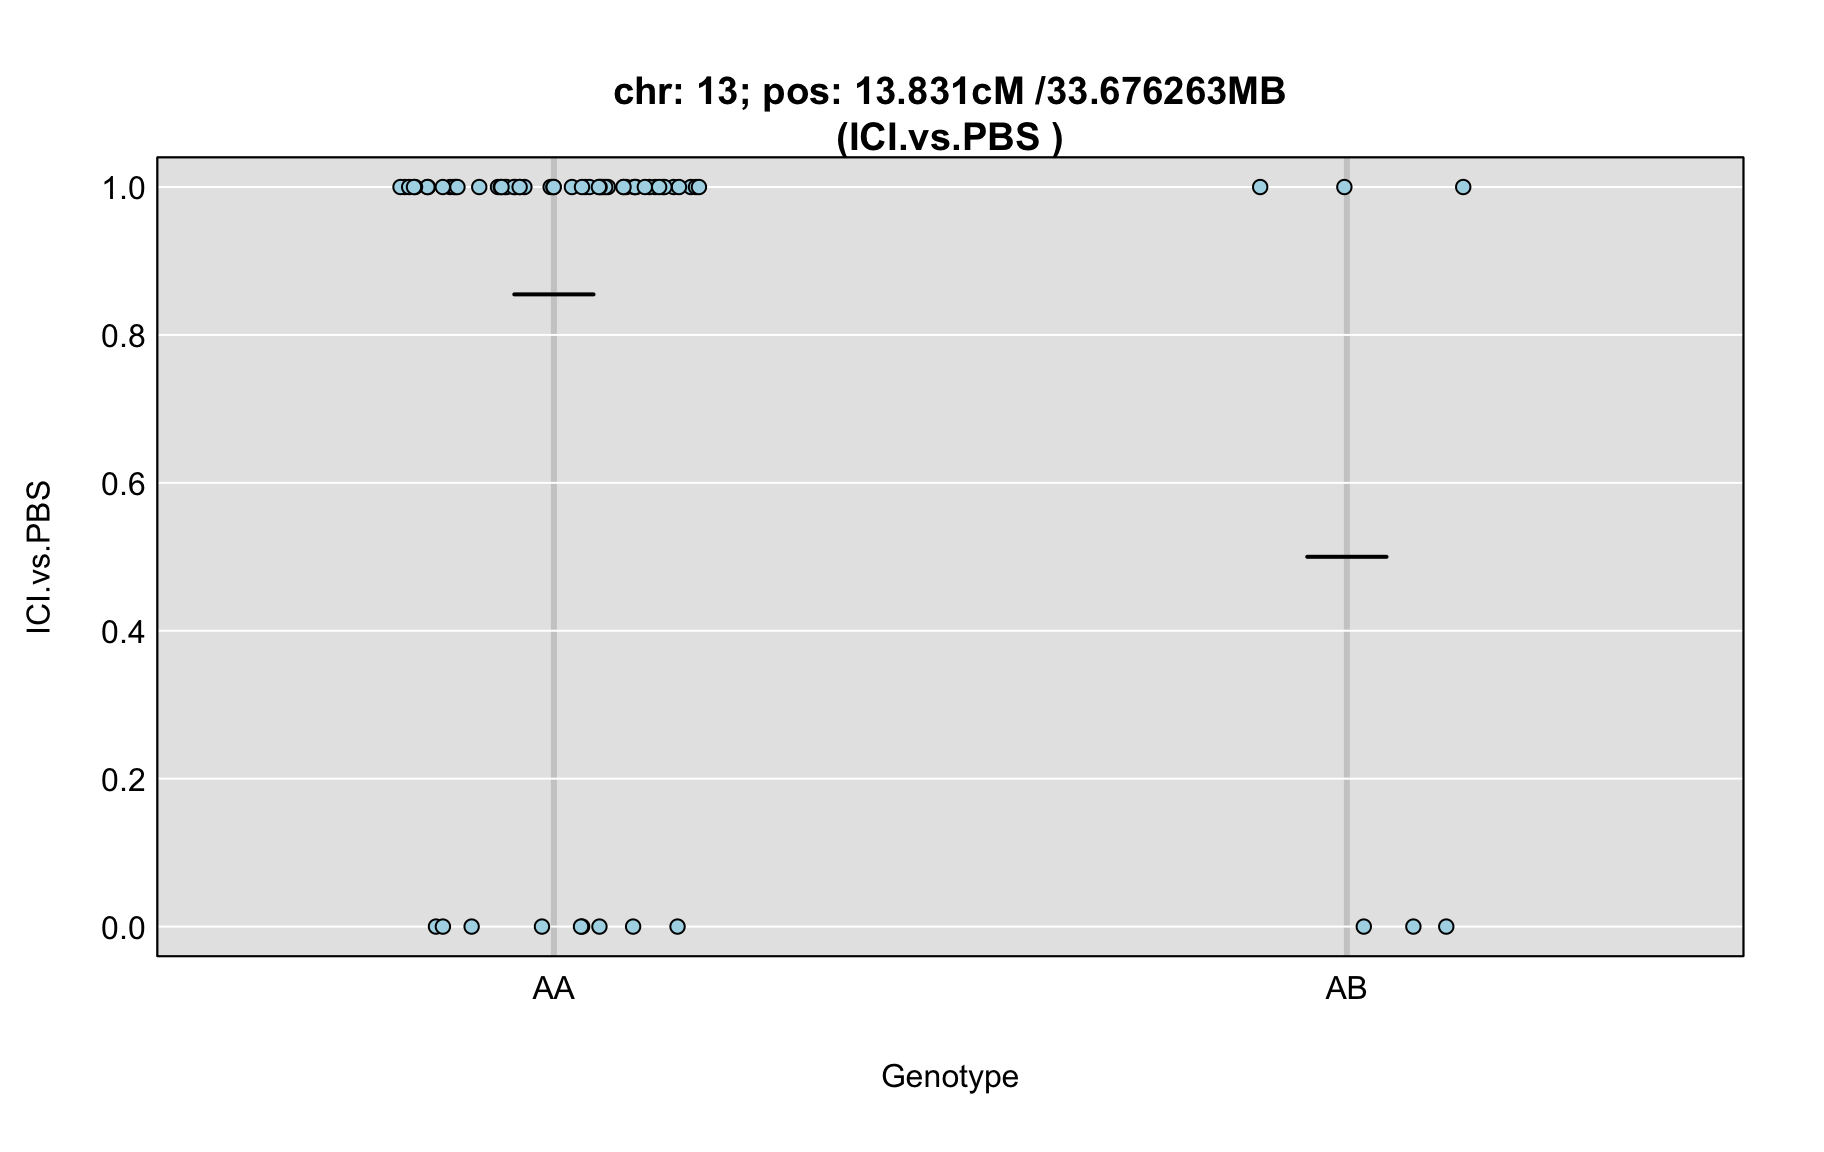 chr: 13; pos: 13.831cM /33.676263MB
(ICI.vs.PBS )
ICI.vs.PBS
1.0
0.8
0.6
0.4
0.2
0.0
AA
AB
Genotype